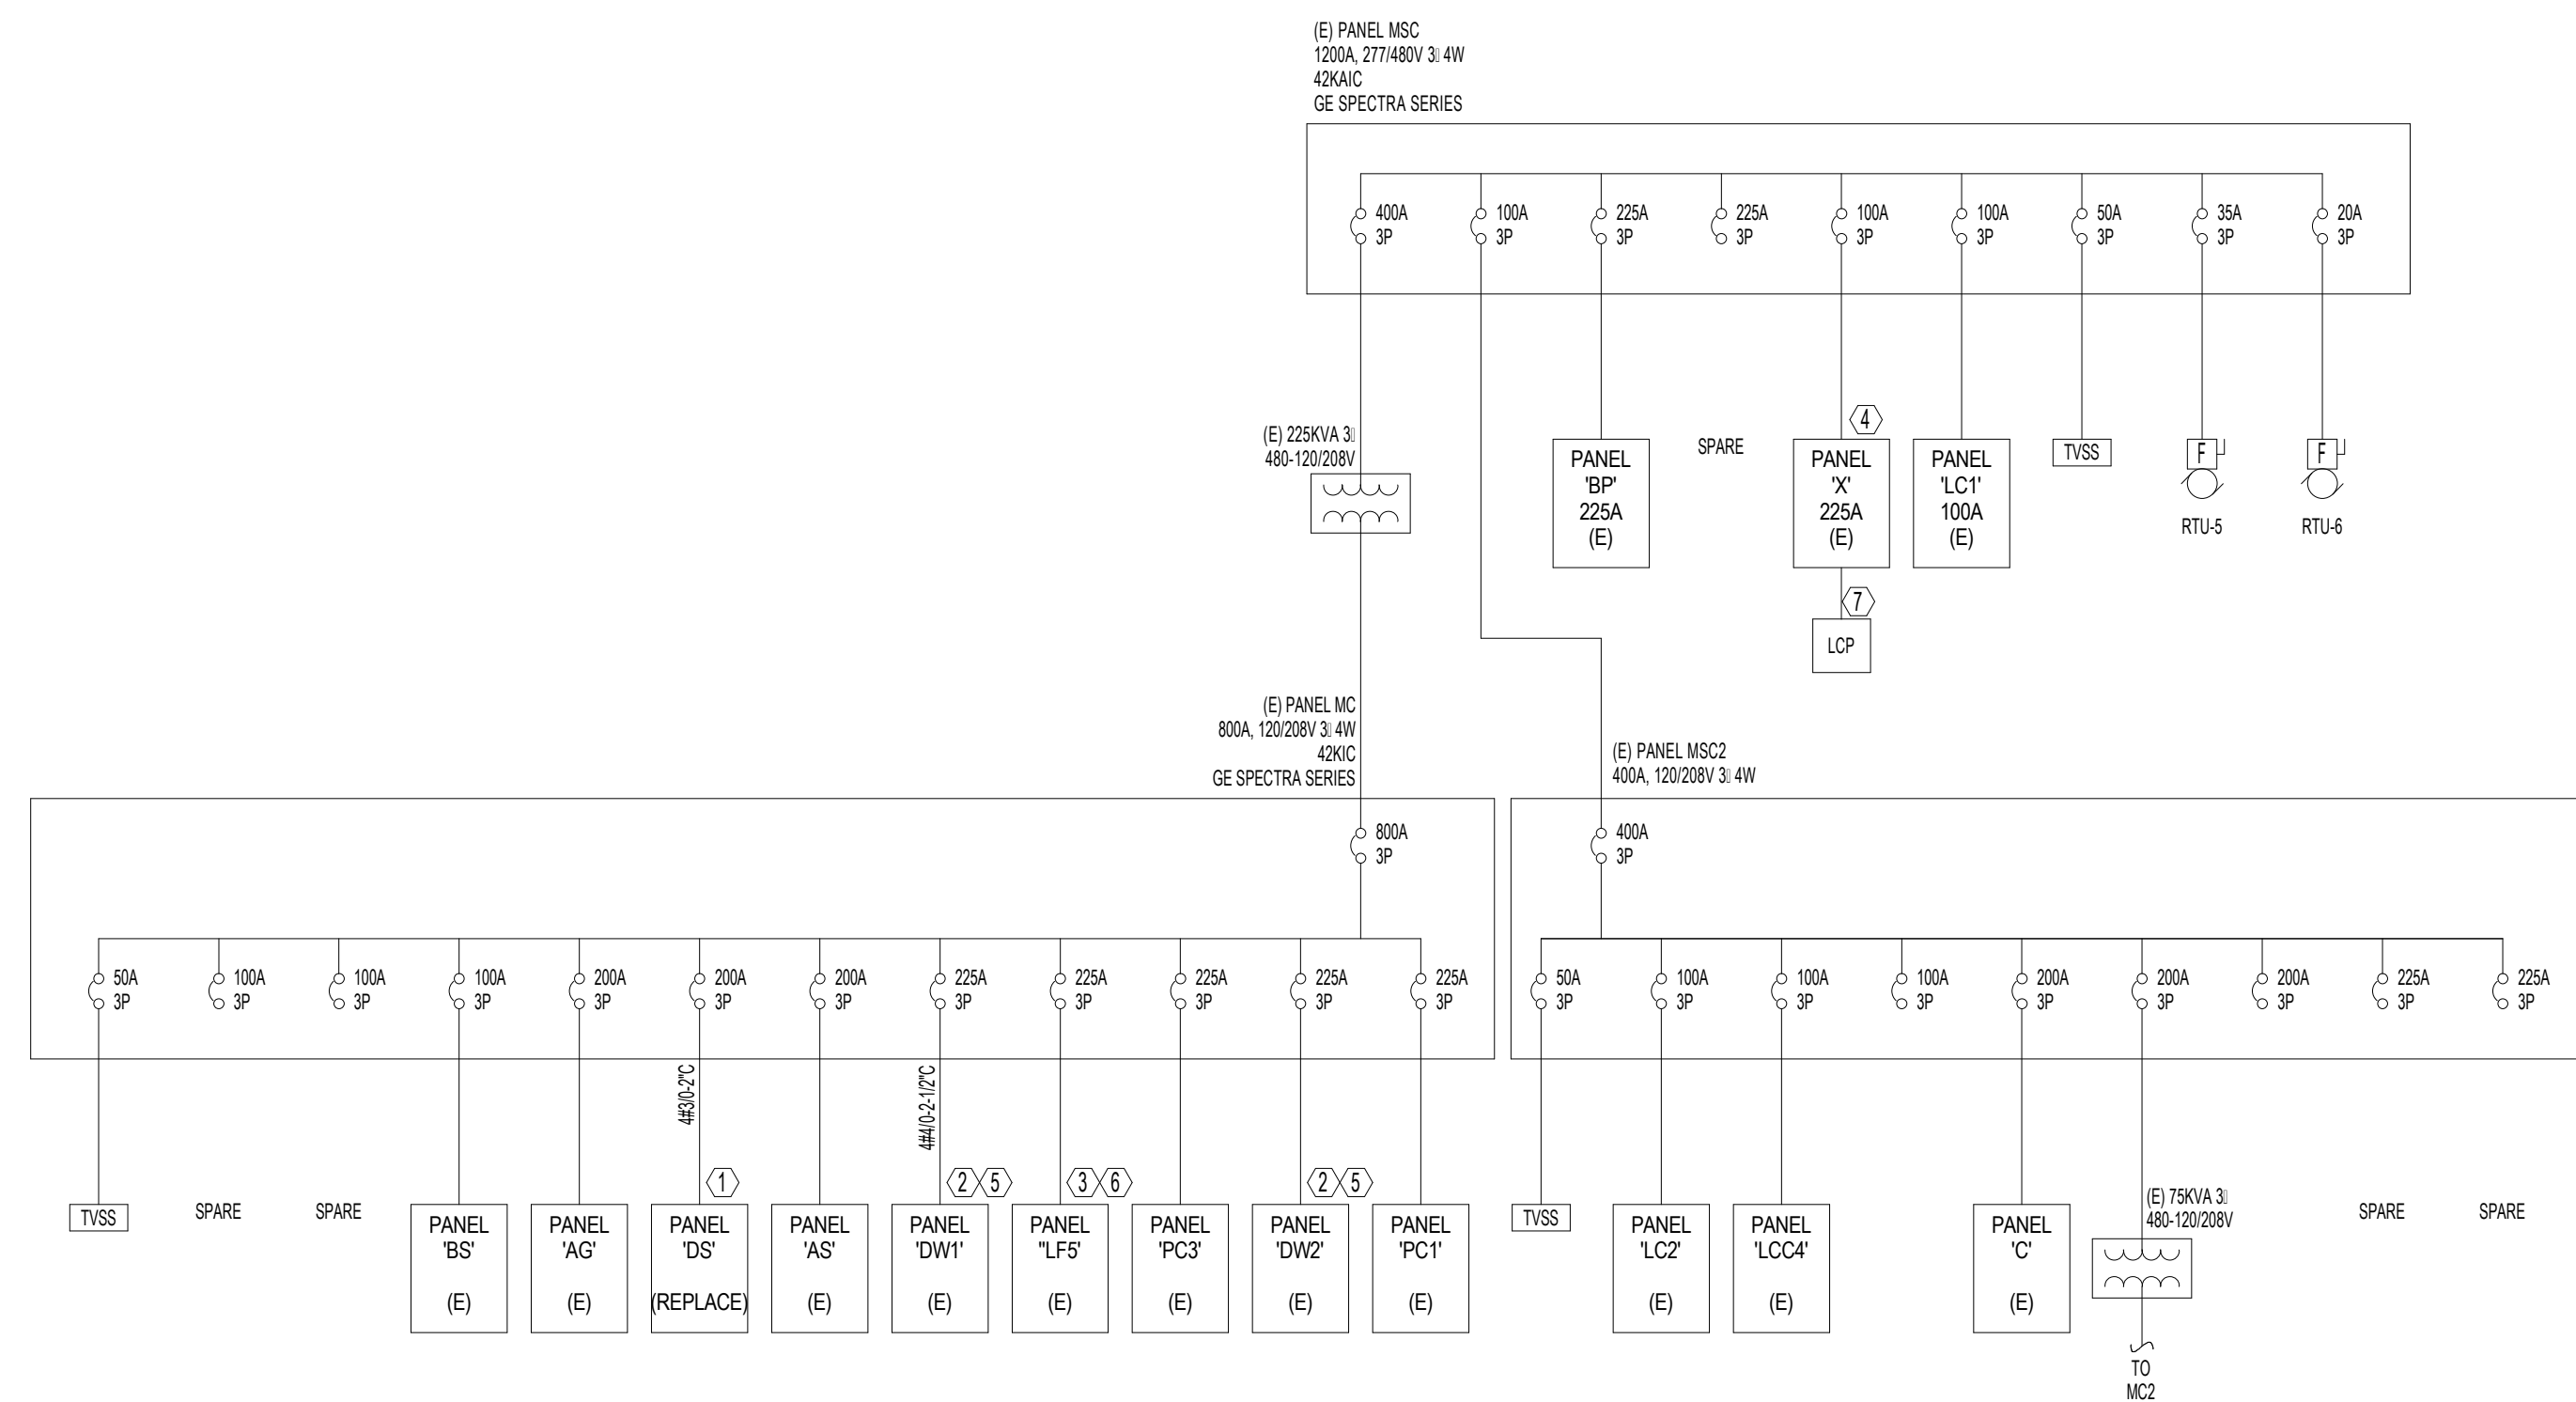 (E) PANEL MSC
1200A, 277/480V 3▯ 4W
42KAIC
GE SPECTRA SERIES
400A 100A 225A 225A 100A 100A 50A 35A 20A
3P 3P 3P 3P 3P 3P 3P 3P 3P
4
(E) 225KVA 3▯
480-120/208V
SPARE
PANEL
'BP'
225A
(E)
PANEL
'X'
225A
(E)
PANEL
'LC1'
100A
(E)
TVSS
F
RTU-5
F
RTU-6
7
LCP
(E) PANEL MC
800A, 120/208V 3▯ 4W
42KIC
GE SPECTRA SERIES
(E) PANEL MSC2
400A, 120/208V 3▯ 4W
800A
3P
400A
3P
50A 100A 100A 100A 200A 200A 200A 225A 225A 225A 225A 225A
3P 3P 3P 3P 3P 3P 3P 3P 3P 3P 3P 3P
50A 100A 100A 100A 200A 200A 200A 225A 225A
3P 3P 3P 3P 3P 3P 3P 3P 3P
4#3/0-2"C
4#4/0-2-1/2"C
1
2 5
3 6
2 5
TVSS
SPARE
SPARE
PANEL
'BS'
(E)
PANEL
'AG'
(E)
PANEL
'DS'
(REPLACE)
PANEL
'AS'
(E)
PANEL
'DW1'
(E)
PANEL
"LF5'
(E)
PANEL
'PC3'
(E)
PANEL
'DW2'
(E)
PANEL
'PC1'
(E)
TVSS
PANEL
'LC2'
(E)
PANEL
'LCC4'
(E)
PANEL
'C'
(E)
(E) 75KVA 3▯
480-120/208V
TO
MC2
SPARE
SPARE